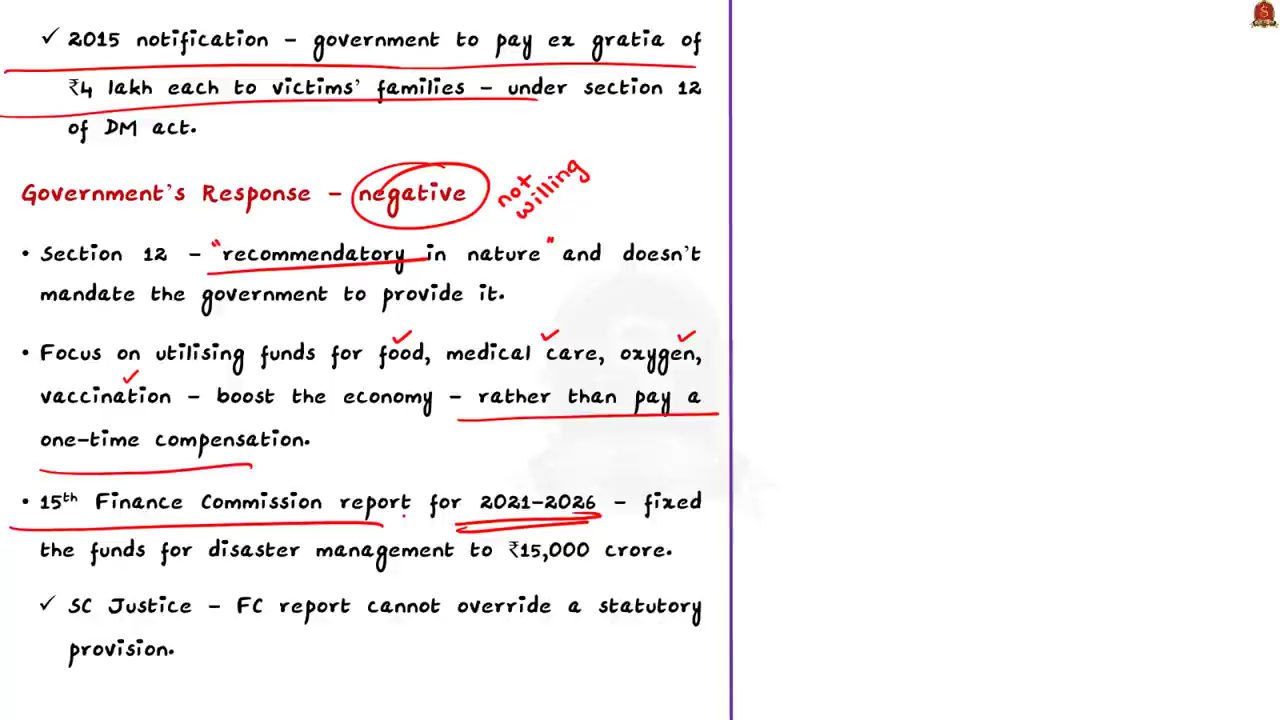 ✓ 2015 notification – government to pay ex gratia of
₹4 lakh each to victims' families – under section 12
of DM act.
Government's Response – negative
not
willing
• Section 12 – "recommendatory in nature" and doesn't
mandate the government to provide it.
• Focus on utilising funds for food, medical care, oxygen,
vaccination – boost the economy – rather than pay a
one-time compensation.
• 15th Finance Commission report for 2021-2026 – fixed
the funds for disaster management to ₹15,000 crore.
✓ SC Justice – FC report cannot override a statutory
provision.